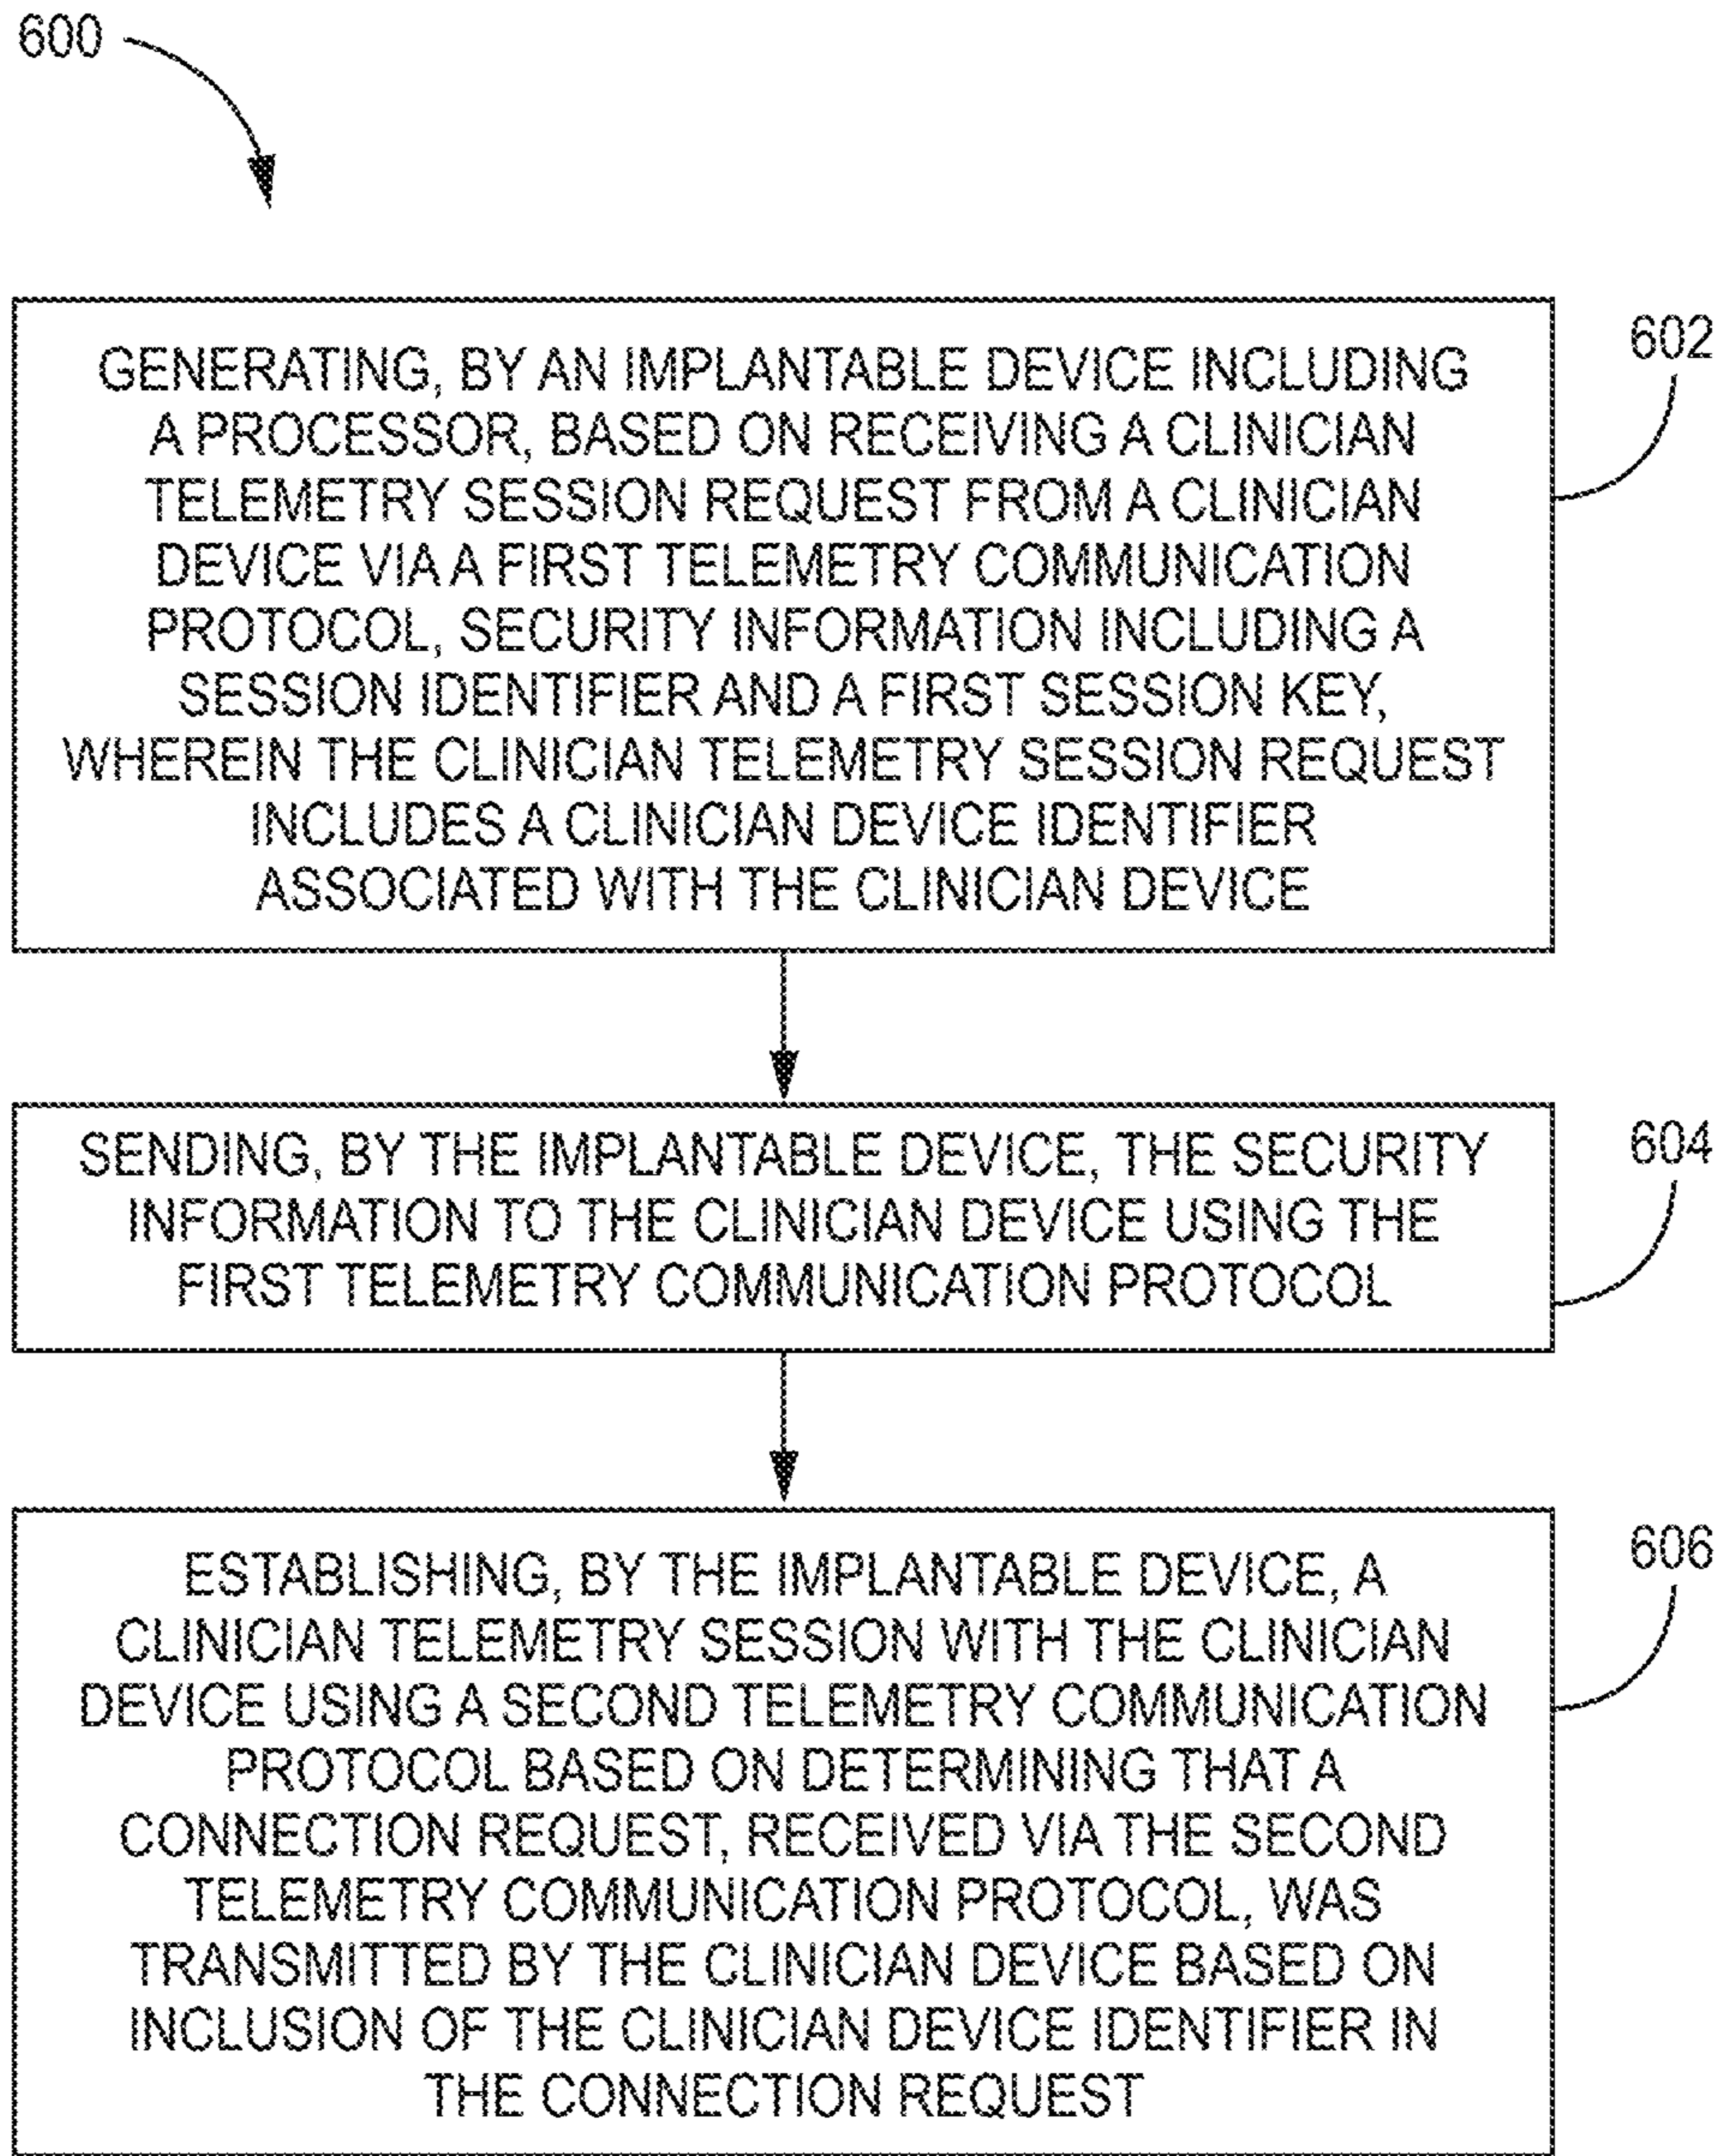 600
GENERATING, BY AN IMPLANTABLE DEVICE INCLUDING
A PROCESSOR, BASED ON RECEIVING A CLINICIAN
TELEMETRY SESSION REQUEST FROM A CLINICIAN
DEVICE VIA A FIRST TELEMETRY COMMUNICATION
PROTOCOL, SECURITY INFORMATION INCLUDING A
SESSION IDENTIFIER AND A FIRST SESSION KEY,
WHEREIN THE CLINICIAN TELEMETRY SESSION REQUEST
INCLUDES A CLINICIAN DEVICE IDENTIFIER
ASSOCIATED WITH THE CLINICIAN DEVICE
602
SENDING, BY THE IMPLANTABLE DEVICE, THE SECURITY
INFORMATION TO THE CLINICIAN DEVICE USING THE
FIRST TELEMETRY COMMUNICATION PROTOCOL
604
ESTABLISHING, BY THE IMPLANTABLE DEVICE, A
CLINICIAN TELEMETRY SESSION WITH THE CLINICIAN
DEVICE USING A SECOND TELEMETRY COMMUNICATION
PROTOCOL BASED ON DETERMINING THAT A
CONNECTION REQUEST, RECEIVED VIA THE SECOND
TELEMETRY COMMUNICATION PROTOCOL, WAS
TRANSMITTED BY THE CLINICIAN DEVICE BASED ON
INCLUSION OF THE CLINICIAN DEVICE IDENTIFIER IN
THE CONNECTION REQUEST
606